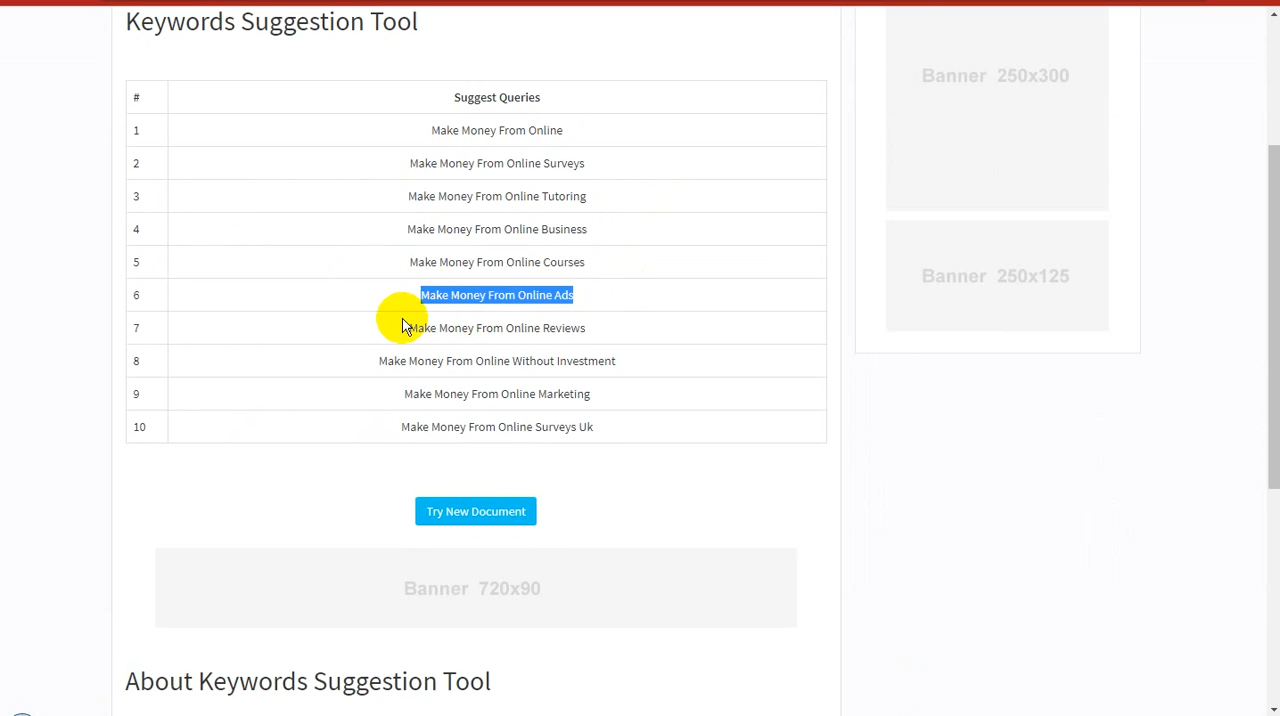 Keywords Suggestion Tool
Banner 250x300
# Suggest Queries
1 Make Money From Online
2 Make Money From Online Surveys
3 Make Money From Online Tutoring
4 Make Money From Online Business
5 Make Money From Online Courses
Banner 250x125
6 Make Money From Online Ads
7 Make Money From Online Reviews
8 Make Money From Online Without Investment
9 Make Money From Online Marketing
10 Make Money From Online Surveys Uk
Try New Document
Banner 720x90
About Keywords Suggestion Tool